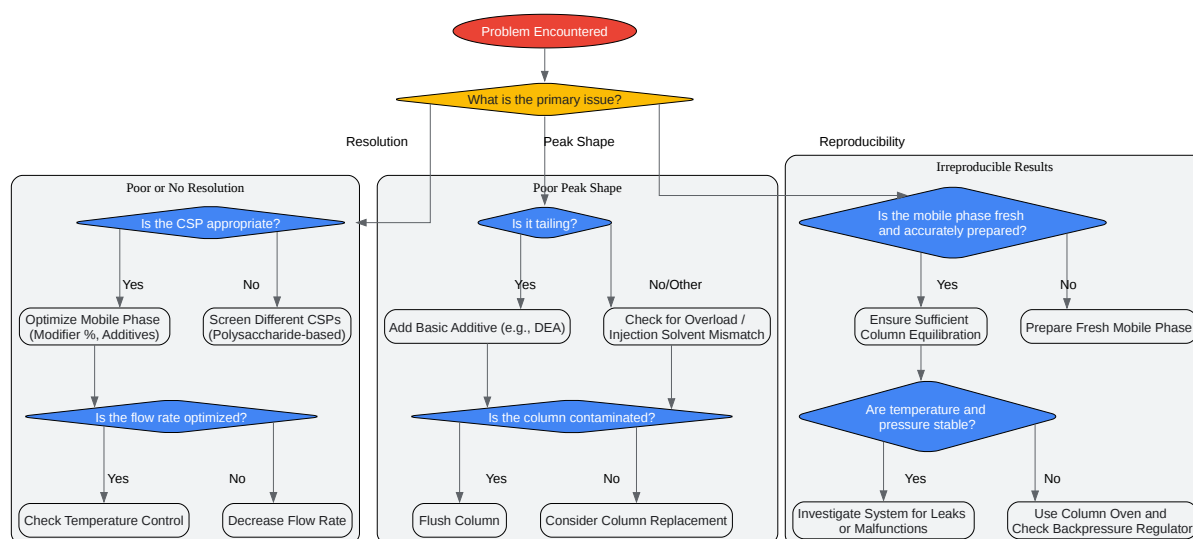 Problem Encountered
What is the primary issue?
Resolution
Peak Shape
Reproducibility
Poor or No Resolution
Is the CSP appropriate?
Yes
No
Optimize Mobile Phase
(Modifier %, Additives)
Screen Different CSPs
(Polysaccharide-based)
Is the flow rate optimized?
Yes
No
Check Temperature Control
Decrease Flow Rate
Poor Peak Shape
Is it tailing?
Yes
No/Other
Add Basic Additive (e.g., DEA)
Check for Overload /
Injection Solvent Mismatch
Is the column contaminated?
Yes
No
Flush Column
Consider Column Replacement
Irreproducible Results
Is the mobile phase fresh
and accurately prepared?
Yes
No
Ensure Sufficient
Column Equilibration
Prepare Fresh Mobile Phase
Are temperature and
pressure stable?
Yes
No
Investigate System for Leaks
or Malfunctions
Use Column Oven and
Check Backpressure Regulator